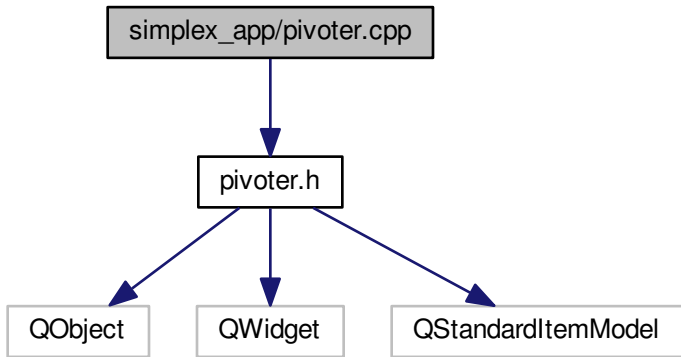 simplex_app/pivoter.cpp
pivoter.h
QObject
QWidget
QStandardItemModel